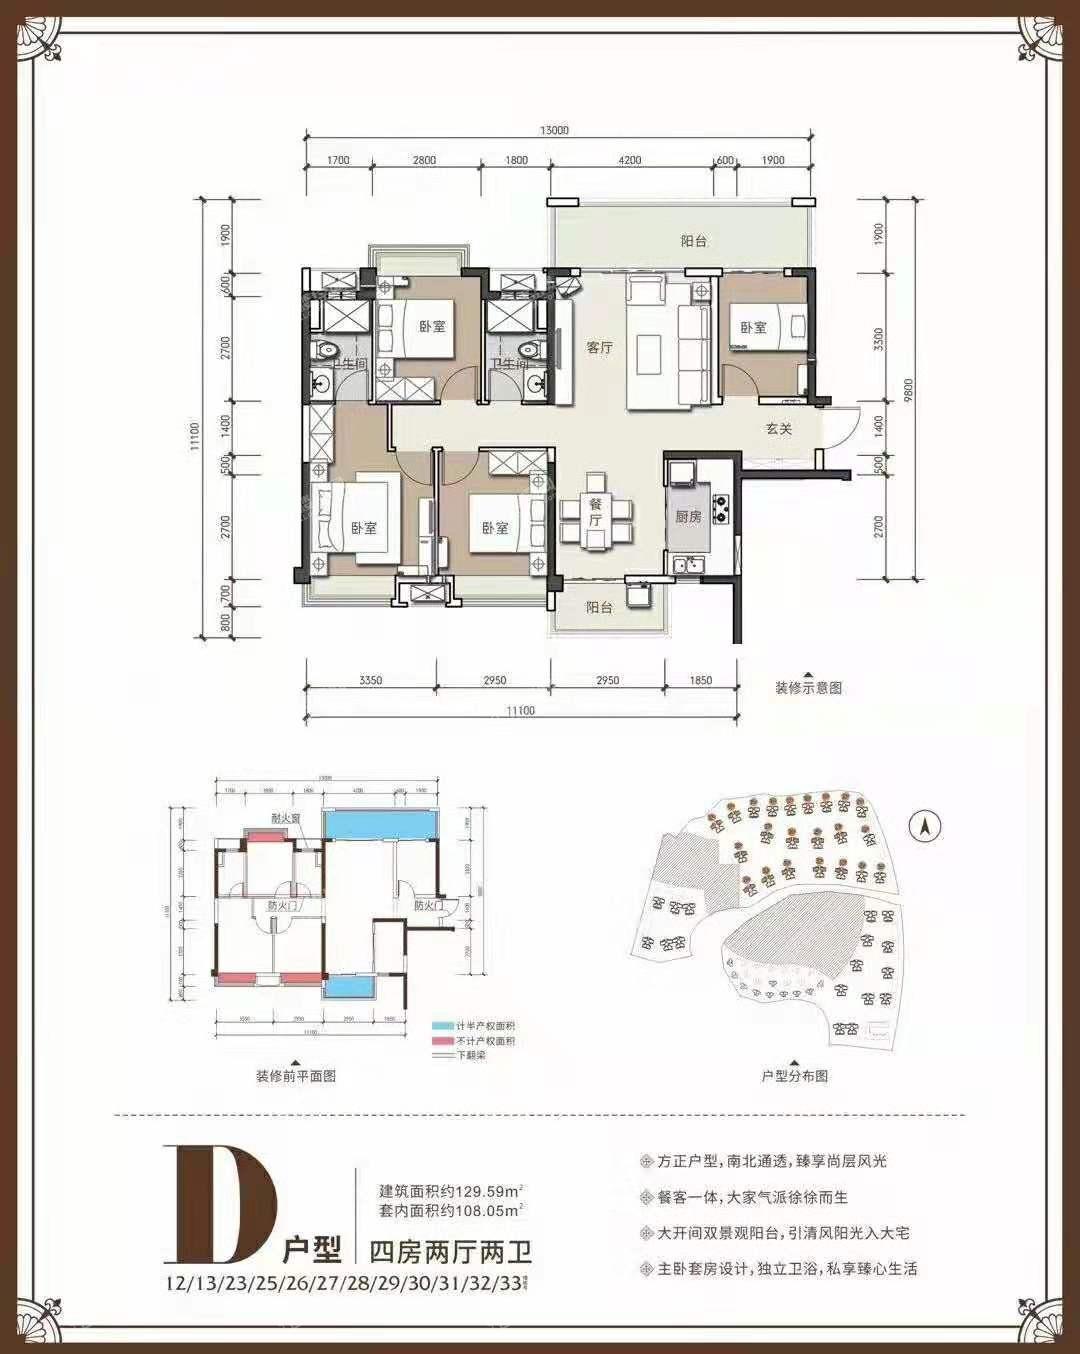 13000
1700 2800 1800 4200 600 1900
11100
1900
600
2700
1400
500
2700
700
800
1900
3300
1400
500
2700
9800
阳台
卧室
卫生间
卧室
卫生间
客厅
卧室
玄关
卧室
卧室
餐厅
厨房
阳台
3350 2950 2950 1850
11100
装修示意图
耐火窗
防火门
防火门
11100
计半产权面积
不计产权面积
下翻梁
装修前平面图
户型分布图
D户型
建筑面积约129.59m²
套内面积约108.05m²
四房两厅两卫
12/13/23/25/26/27/28/29/30/31/32/33
方正户型，南北通透，臻享尚层风光
餐客一体，大家气派徐徐而生
大开间双景观阳台，引清风阳光入大宅
主卧套房设计，独立卫浴，私享臻心生活